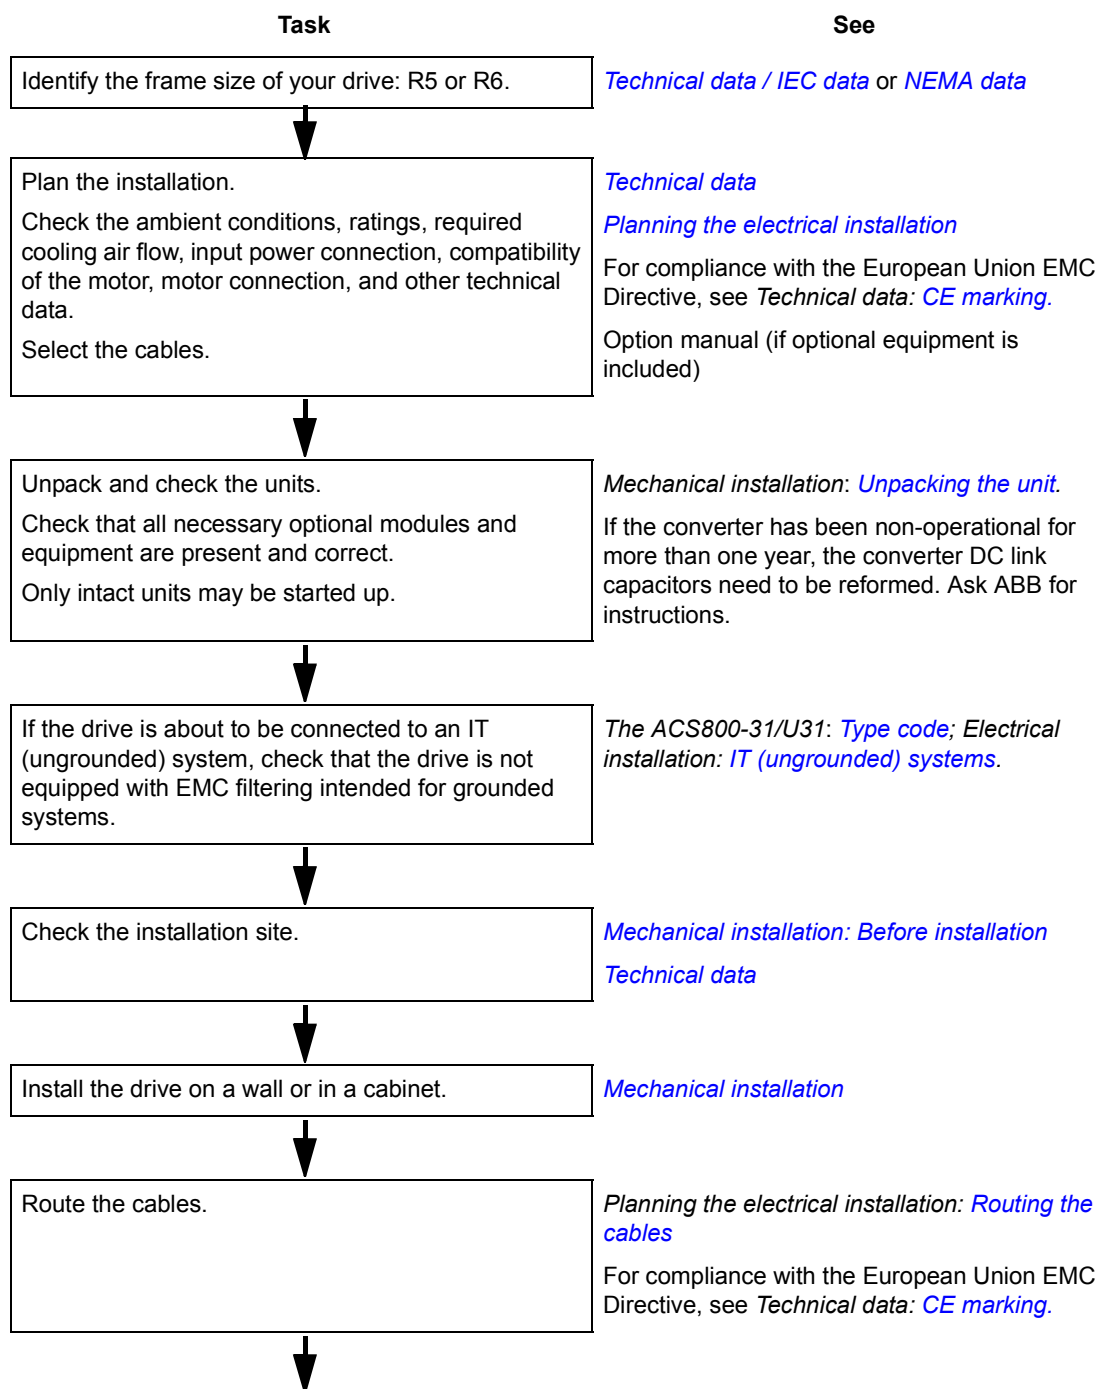 Task
See
Identify the frame size of your drive: R5 or R6.
Technical data / IEC data or NEMA data
Plan the installation.
Check the ambient conditions, ratings, required
cooling air flow, input power connection, compatibility
of the motor, motor connection, and other technical
data.
Select the cables.
Technical data
Planning the electrical installation
For compliance with the European Union EMC
Directive, see Technical data: CE marking.
Option manual (if optional equipment is
included)
Unpack and check the units.
Check that all necessary optional modules and
equipment are present and correct.
Only intact units may be started up.
Mechanical installation: Unpacking the unit.
If the converter has been non-operational for
more than one year, the converter DC link
capacitors need to be reformed. Ask ABB for
instructions.
If the drive is about to be connected to an IT
(ungrounded) system, check that the drive is not
equipped with EMC filtering intended for grounded
systems.
The ACS800-31/U31: Type code; Electrical
installation: IT (ungrounded) systems.
Check the installation site.
Mechanical installation: Before installation
Technical data
Install the drive on a wall or in a cabinet.
Mechanical installation
Route the cables.
Planning the electrical installation: Routing the
cables
For compliance with the European Union EMC
Directive, see Technical data: CE marking.